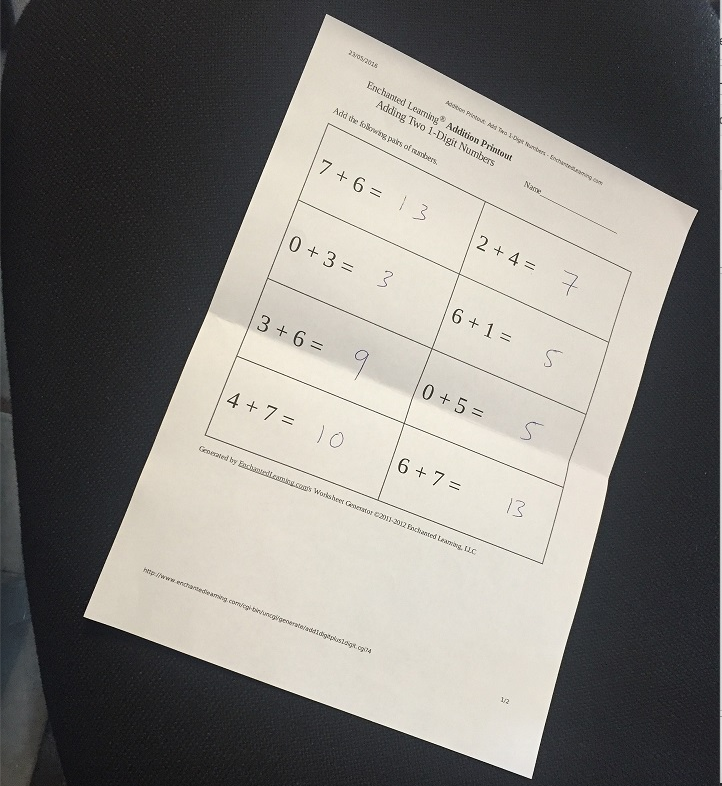 23/05/2016
Addition Printout: Add Two 1-Digit Numbers - EnchantedLearning.com
Enchanted Learning® Addition Printout
Adding Two 1-Digit Numbers
Name
Add the following pairs of numbers.
7 + 6 = 13
2 + 4 = 7
0 + 3 = 3
6 + 1 = 5
3 + 6 = 9
0 + 5 = 5
4 + 7 = 10
6 + 7 = 13
Generated by EnchantedLearning.com's Worksheet Generator ©2011-2012 Enchanted Learning, LLC
http://www.enchantedlearning.com/cgi-bin/uncgi/generate/add1digitplus1digit.cgi?4
1/2